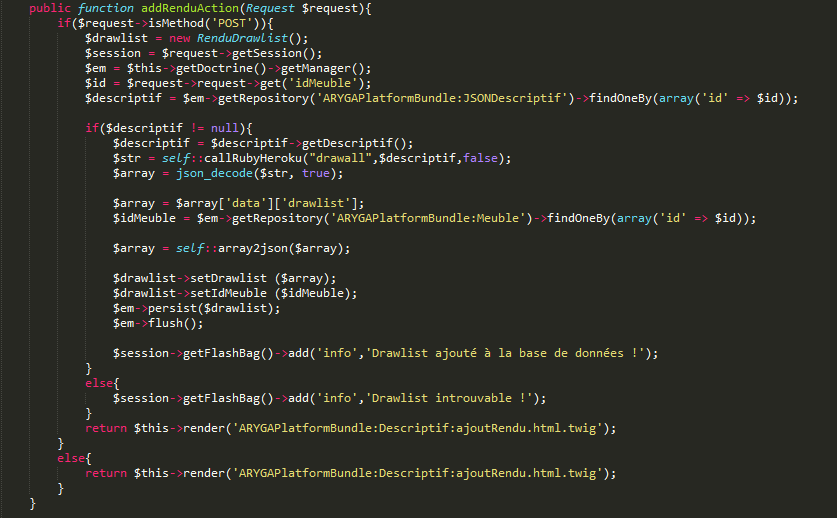 public function addRenduAction(Request $request){
if($request->isMethod('POST')){
$drawlist = new RenduDrawlist();
$session = $request->getSession();
$em = $this->getDoctrine()->getManager();
$id = $request->request->get('idMeuble');
$descriptif = $em->getRepository('ARYGAPlatformBundle:JSONDescriptif')->findOneBy(array('id' => $id));
if($descriptif != null){
$descriptif = $descriptif->getDescriptif();
$str = self::callRubyHeroku("drawall",$descriptif,false);
$array = json_decode($str, true);
$array = $array['data']['drawlist'];
$idMeuble = $em->getRepository('ARYGAPlatformBundle:Meuble')->findOneBy(array('id' => $id));
$array = self::array2json($array);
$drawlist->setDrawlist ($array);
$drawlist->setIdMeuble ($idMeuble);
$em->persist($drawlist);
$em->flush();
$session->getFlashBag()->add('info','Drawlist ajouté à la base de données !');
}
else{
$session->getFlashBag()->add('info','Drawlist introuvable !');
}
return $this->render('ARYGAPlatformBundle:Descriptif:ajoutRendu.html.twig');
}
else{
return $this->render('ARYGAPlatformBundle:Descriptif:ajoutRendu.html.twig');
}
}